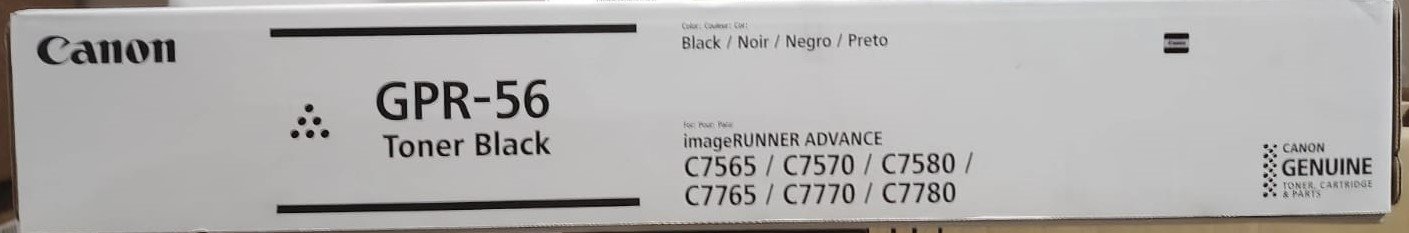 Canon
GPR-56
Toner Black
Color: Couleur: Cor:
Black / Noir / Negro / Preto
For: Pour: Para:
imageRUNNER ADVANCE
C7565 / C7570 / C7580 /
C7765 / C7770 / C7780
Canon
CANON
GENUINE
TONER, CARTRIDGE
& PARTS